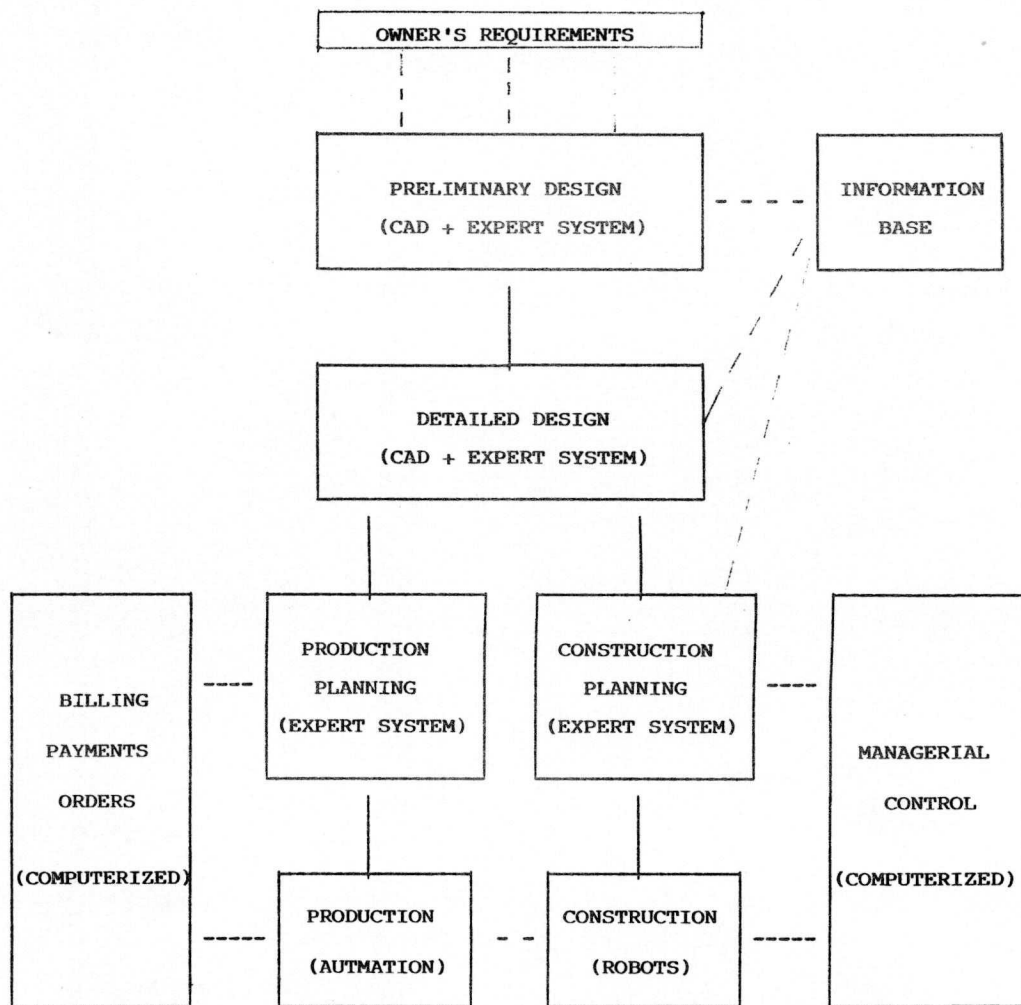 OWNER'S REQUIREMENTS
PRELIMINARY DESIGN
(CAD + EXPERT SYSTEM)
INFORMATION
BASE
DETAILED DESIGN
(CAD + EXPERT SYSTEM)
BILLING
PAYMENTS
ORDERS
(COMPUTERIZED)
PRODUCTION
PLANNING
(EXPERT SYSTEM)
CONSTRUCTION
PLANNING
(EXPERT SYSTEM)
MANAGERIAL
CONTROL
(COMPUTERIZED)
PRODUCTION
(AUTMATION)
CONSTRUCTION
(ROBOTS)